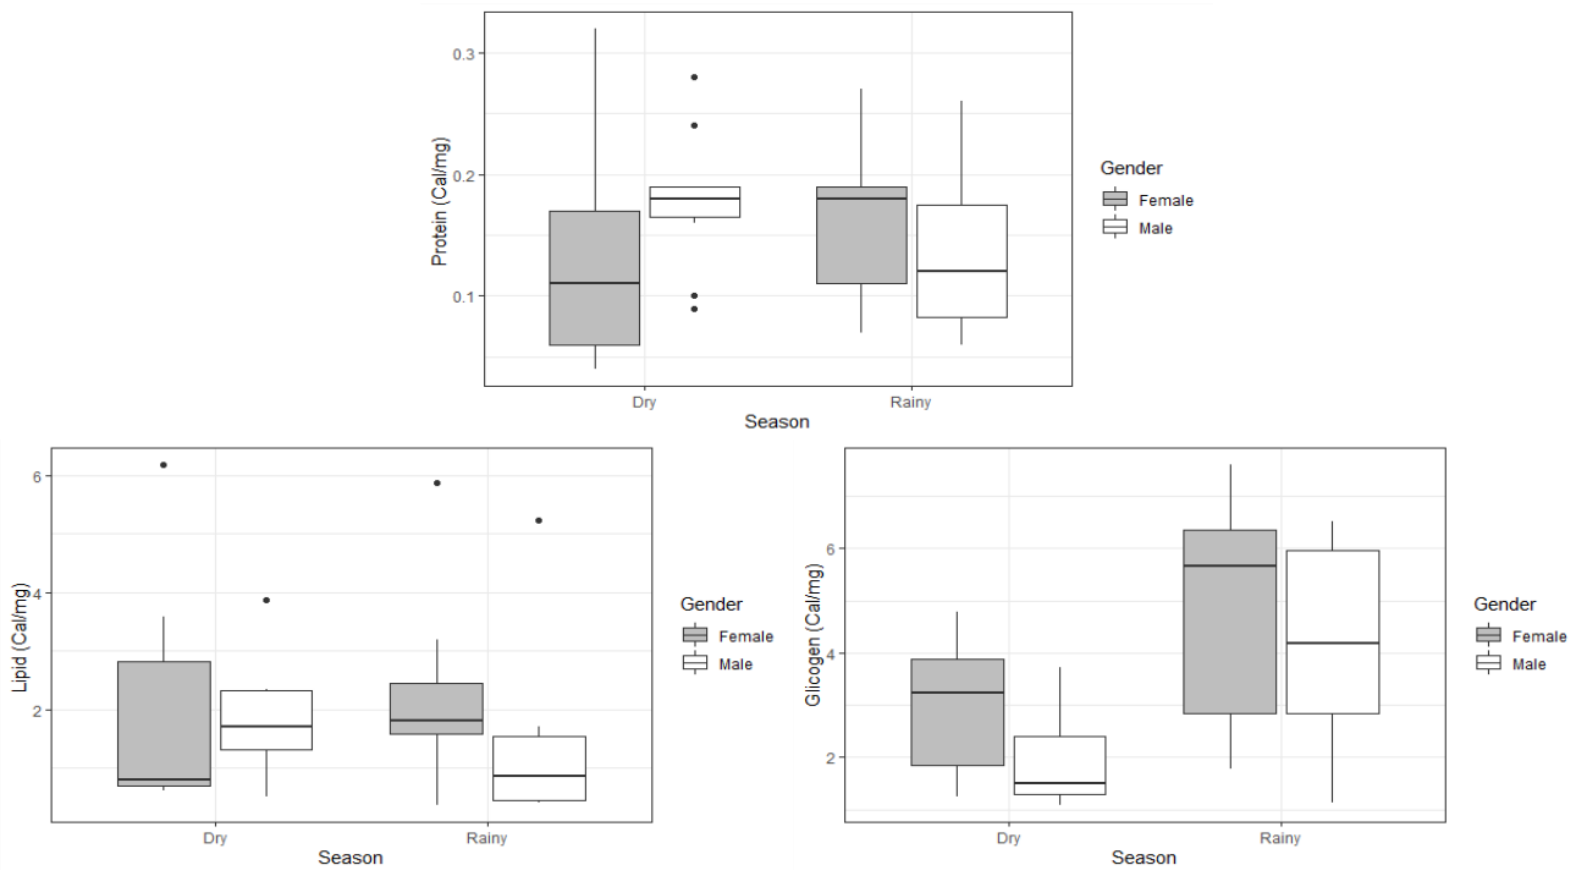 0.3
0.2
0.1
Protein (Cal/mg)
Dry
Rainy
Season
Gender
Female
Male
6
4
2
Lipid (Cal/mg)
Dry
Rainy
Season
Gender
Female
Male
6
4
2
Glicogen (Cal/mg)
Dry
Rainy
Season
Gender
Female
Male